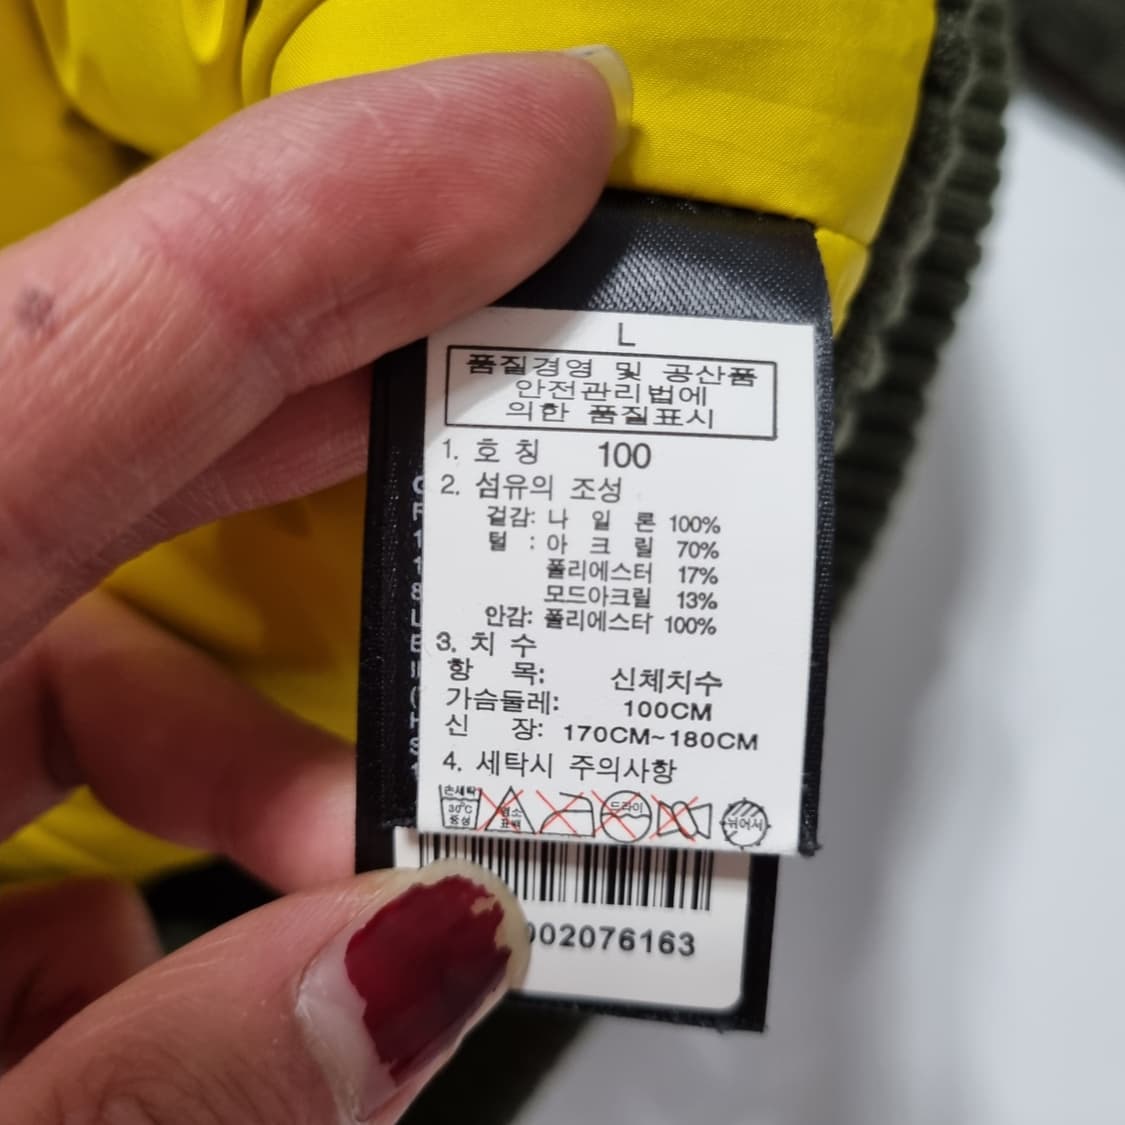 L
품질경영 및 공산품
안전관리법에
의한 품질표시
1. 호 칭 100
2. 섬유의 조성
겉감: 나 일 론 100%
털 : 아 크 릴 70%
폴리에스터 17%
모드아크릴 13%
안감: 폴리에스타 100%
3. 치 수
항 목: 신체치수
가슴둘레: 100CM
신 장: 170CM~180CM
4. 세탁시 주의사항
손세탁
30℃
중성
염소
표백
드라이
뉘어서
002076163